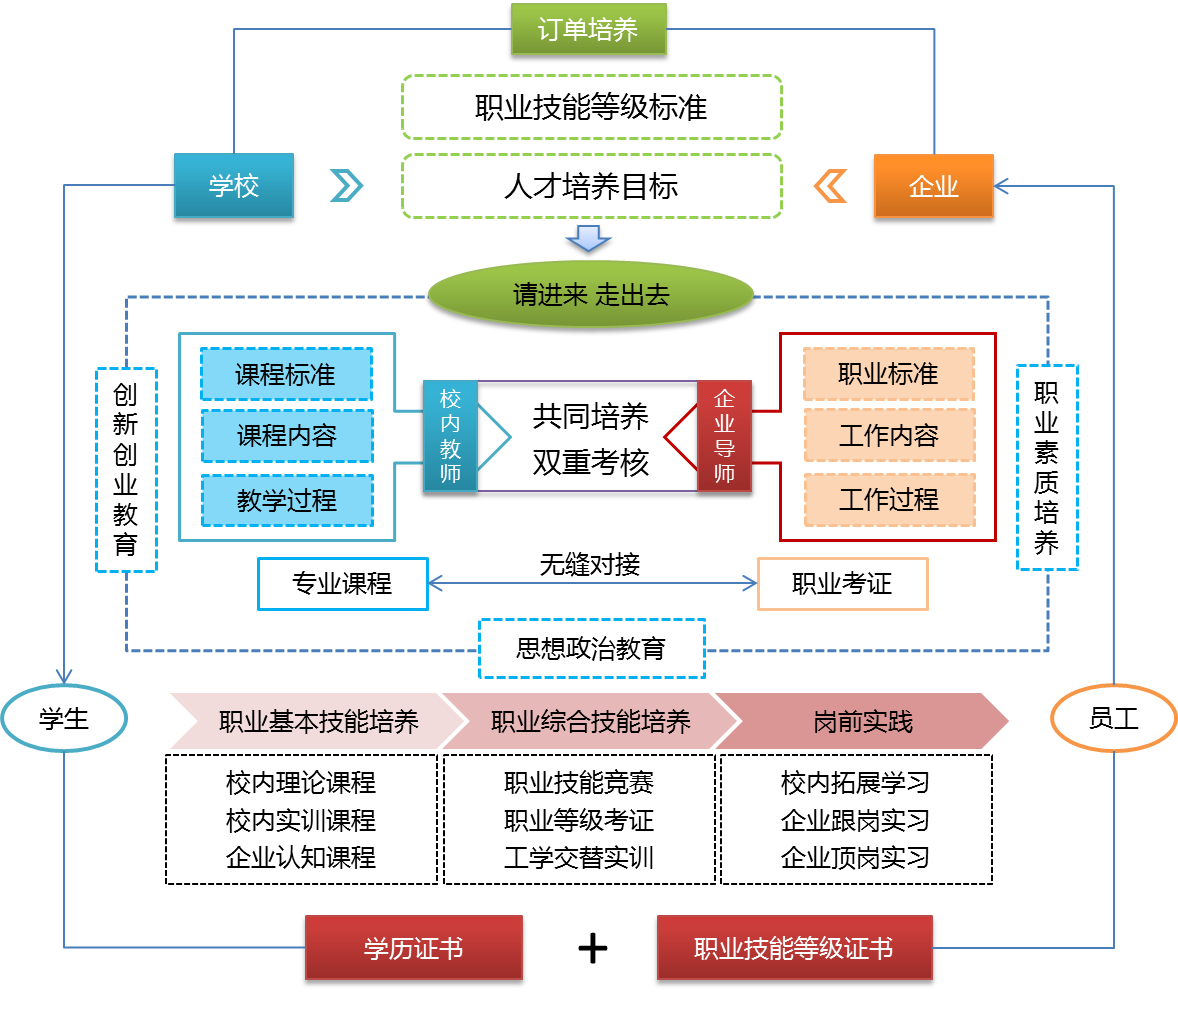 订单培养
职业技能等级标准
学校
人才培养目标
企业
请进来 走出去
创新创业教育
课程标准
课程内容
教学过程
校内教师
共同培养
双重考核
企业导师
职业标准
工作内容
工作过程
职业素质培养
专业课程
无缝对接
职业考证
思想政治教育
学生
职业基本技能培养
职业综合技能培养
岗前实践
员工
校内理论课程
校内实训课程
企业认知课程
职业技能竞赛
职业等级考证
工学交替实训
校内拓展学习
企业跟岗实习
企业顶岗实习
学历证书
+
职业技能等级证书